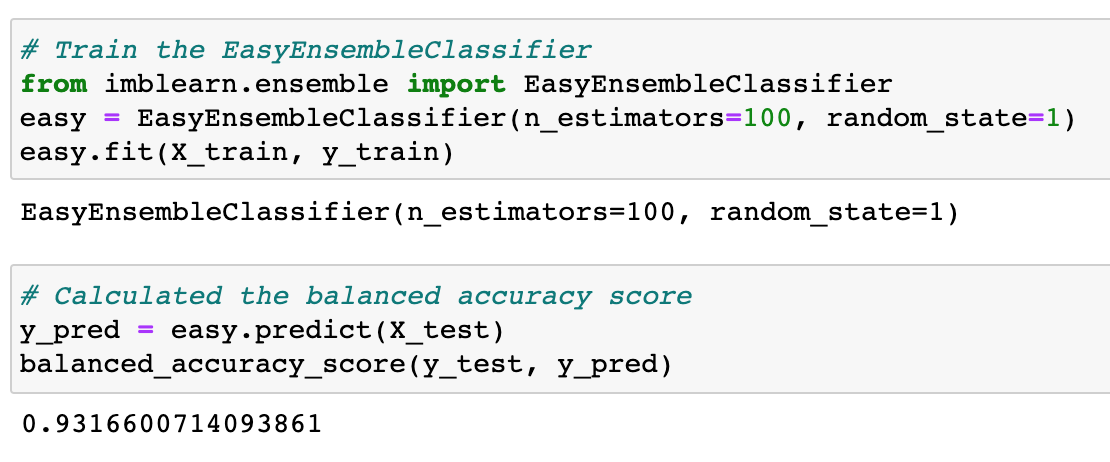 # Train the EasyEnsembleClassifier
from imblearn.ensemble import EasyEnsembleClassifier
easy = EasyEnsembleClassifier(n_estimators=100, random_state=1)
easy.fit(X_train, y_train)
EasyEnsembleClassifier(n_estimators=100, random_state=1)
# Calculated the balanced accuracy score
y_pred = easy.predict(X_test)
balanced_accuracy_score(y_test, y_pred)
0.9316600714093861